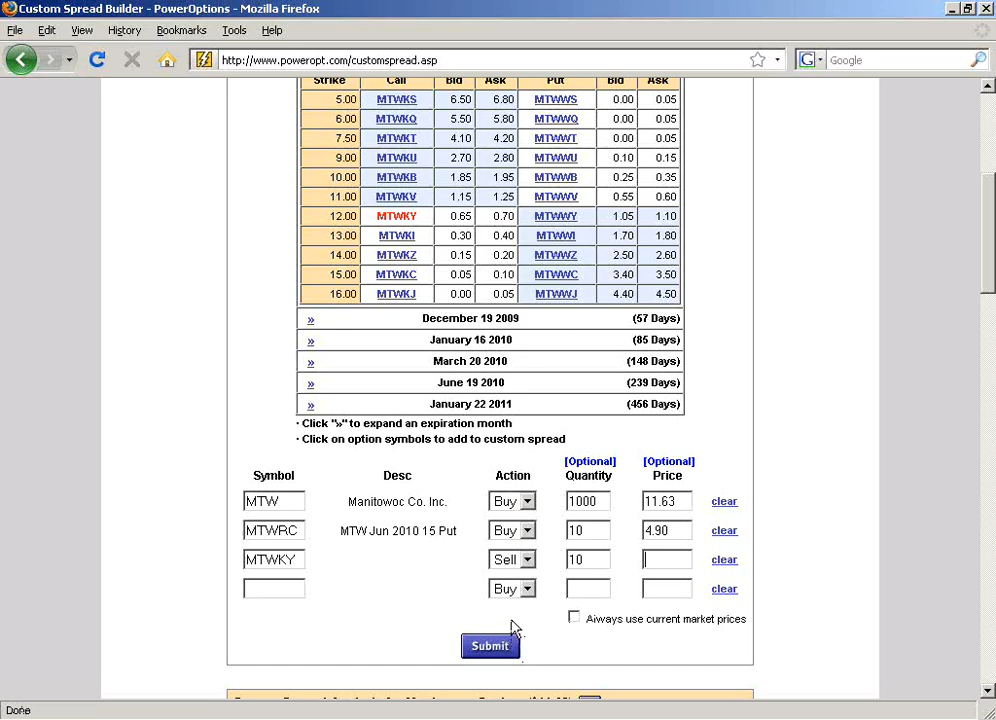 Custom Spread Builder - PowerOptions - Mozilla Firefox
File Edit View History Bookmarks Tools Help
http://www.poweropt.com/customspread.asp Google
Strike Call Bid Ask Put Bid Ask
5.00 MTWKS 6.50 6.80 MTWWS 0.00 0.05
6.00 MTWKQ 5.50 5.80 MTWWQ 0.00 0.05
7.50 MTWKT 4.10 4.20 MTWWT 0.00 0.05
9.00 MTWKU 2.70 2.80 MTWWU 0.10 0.15
10.00 MTWKB 1.85 1.95 MTWWB 0.25 0.35
11.00 MTWKV 1.15 1.25 MTWWV 0.55 0.60
12.00 MTWKY 0.65 0.70 MTWWY 1.05 1.10
13.00 MTWKI 0.30 0.40 MTWWI 1.70 1.80
14.00 MTWKZ 0.15 0.20 MTWWZ 2.50 2.60
15.00 MTWKC 0.05 0.10 MTWWC 3.40 3.50
16.00 MTWKJ 0.00 0.05 MTWWJ 4.40 4.50
» December 19 2009 (57 Days)
» January 16 2010 (85 Days)
» March 20 2010 (148 Days)
» June 19 2010 (239 Days)
» January 22 2011 (456 Days)
· Click "»" to expand an expiration month
· Click on option symbols to add to custom spread
[Optional] [Optional]
Symbol Desc Action Quantity Price
MTW Manitowoc Co. Inc. Buy 1000 11.63 clear
MTWRC MTW Jun 2010 15 Put Buy 10 4.90 clear
MTWKY Sell 10 clear
Buy clear
Always use current market prices
Submit
Done